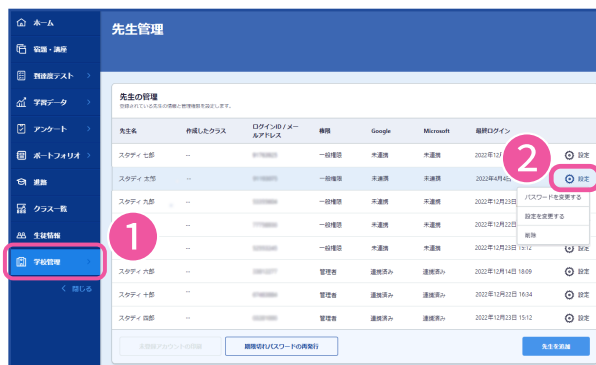 ホーム
宿題・講座
到達度テスト
学習データ
アンケート
ポートフォリオ
進路
クラス一覧
生徒情報
学校管理
閉じる
1
先生管理
先生の管理
登録されている先生の情報と管理権限を設定します。
先生名 作成したクラス ログインID / メールアドレス 権限 Google Microsoft 最終ログイン
スタディ 七郎 -- 一般権限 未連携 未連携 2022年12月 設定
2
スタディ 太郎 -- 一般権限 未連携 未連携 2022年4月4日 設定
スタディ 九郎 -- 一般権限 未連携 未連携 2022年12月23日
-- 一般権限 未連携 未連携 2022年12月22日
-- 一般権限 未連携 未連携 2022年12月23日 15:12 設定
パスワードを変更する
設定を変更する
削除
スタディ 六郎 -- 管理者 連携済み 連携済み 2022年12月14日 18:09 設定
スタディ 十郎 -- 管理者 連携済み 連携済み 2022年12月22日 16:34 設定
スタディ 四郎 -- 管理者 連携済み 連携済み 2022年12月23日 15:12 設定
期限切れパスワードの再発行
先生を追加